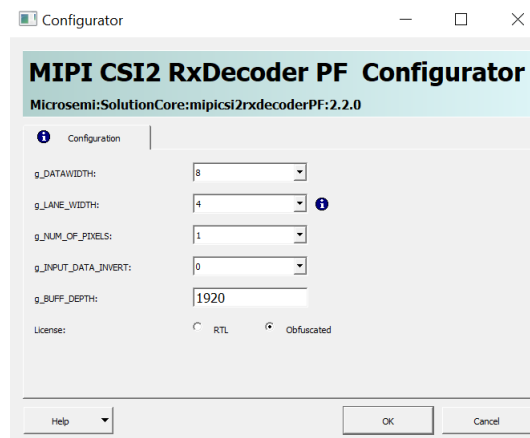 Configurator
MIPI CSI2 RxDecoder PF Configurator
Microsemi:SolutionCore:mipicsi2rxdecoderPF:2.2.0
Configuration
g_DATAWIDTH: 8
g_LANE_WIDTH: 4
g_NUM_OF_PIXELS: 1
g_INPUT_DATA_INVERT: 0
g_BUFF_DEPTH: 1920
License: RTL Obfuscated
Help OK Cancel